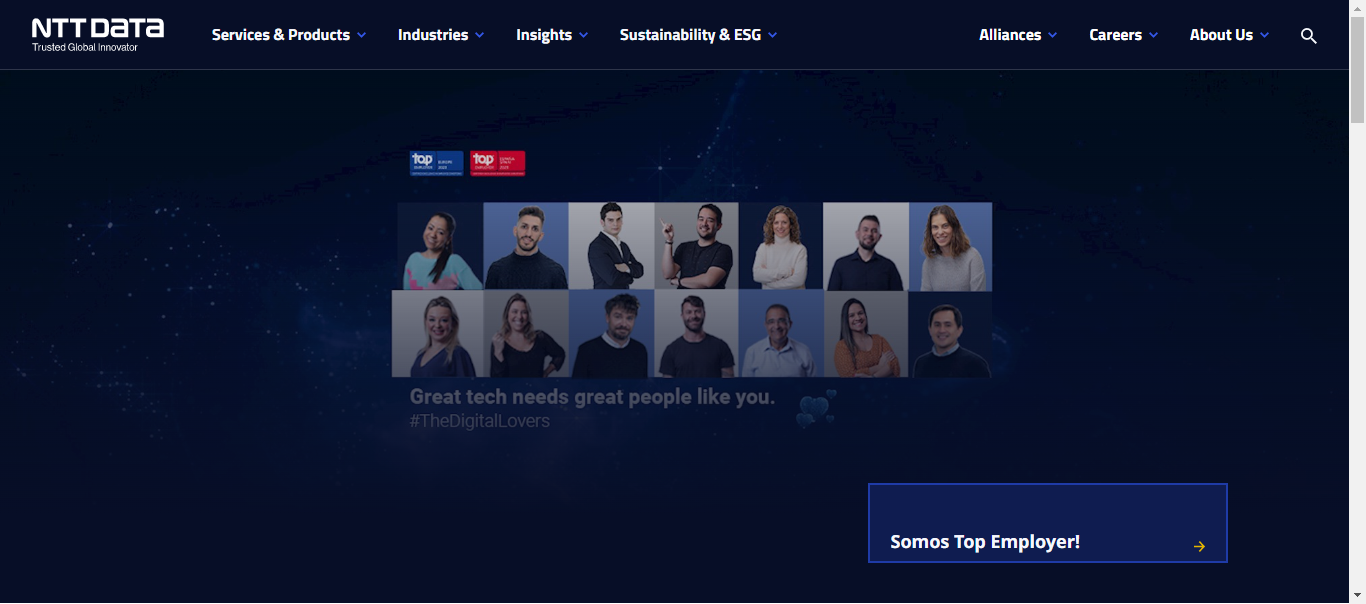 NTT DATA
Trusted Global Innovator
Services & Products
Industries
Insights
Sustainability & ESG
Alliances
Careers
About Us
top
EMPLOYER
EUROPE
2023
top
EMPLOYER
2023
Great tech needs great people like you.
#TheDigitalLovers
Somos Top Employer!